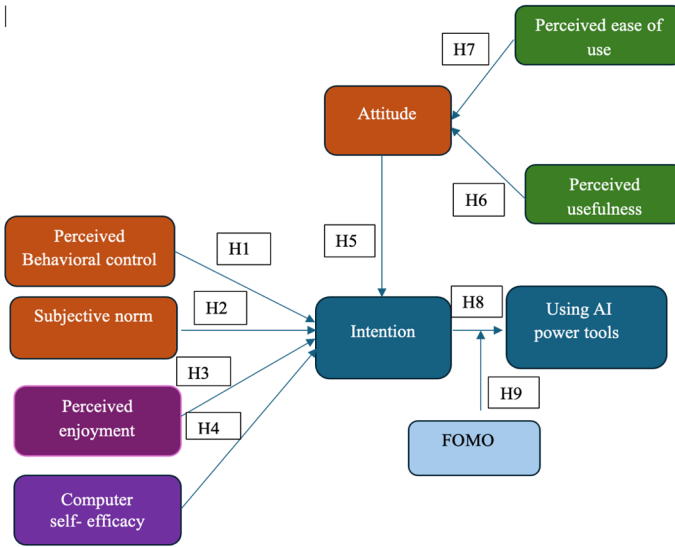 Perceived ease of
use
H7
Attitude
H6
Perceived
usefulness
H5
Perceived
Behavioral control
H1
Subjective norm
H2
Intention
H8
Using AI
power tools
H3
Perceived
enjoyment
H4
H9
FOMO
Computer
self- efficacy